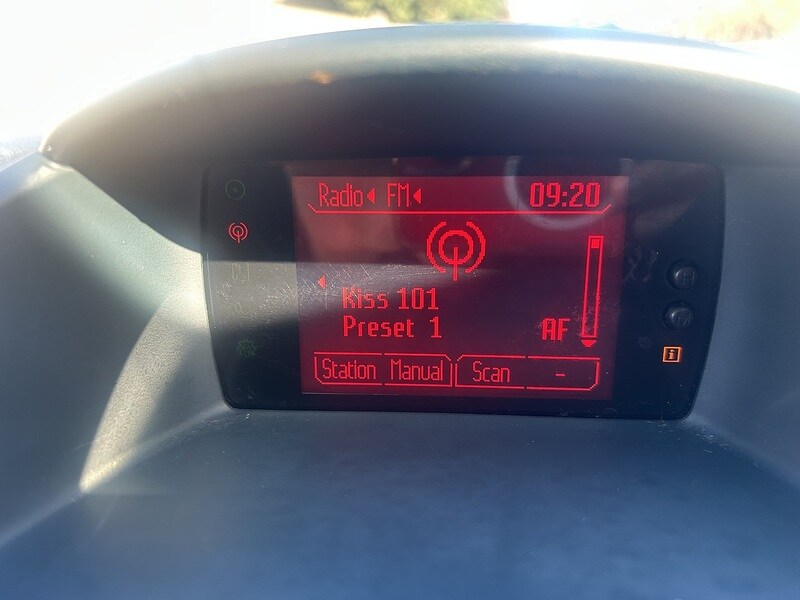 Radio FM 09:20
Kiss 101
Preset 1 AF
Station Manual Scan -
i